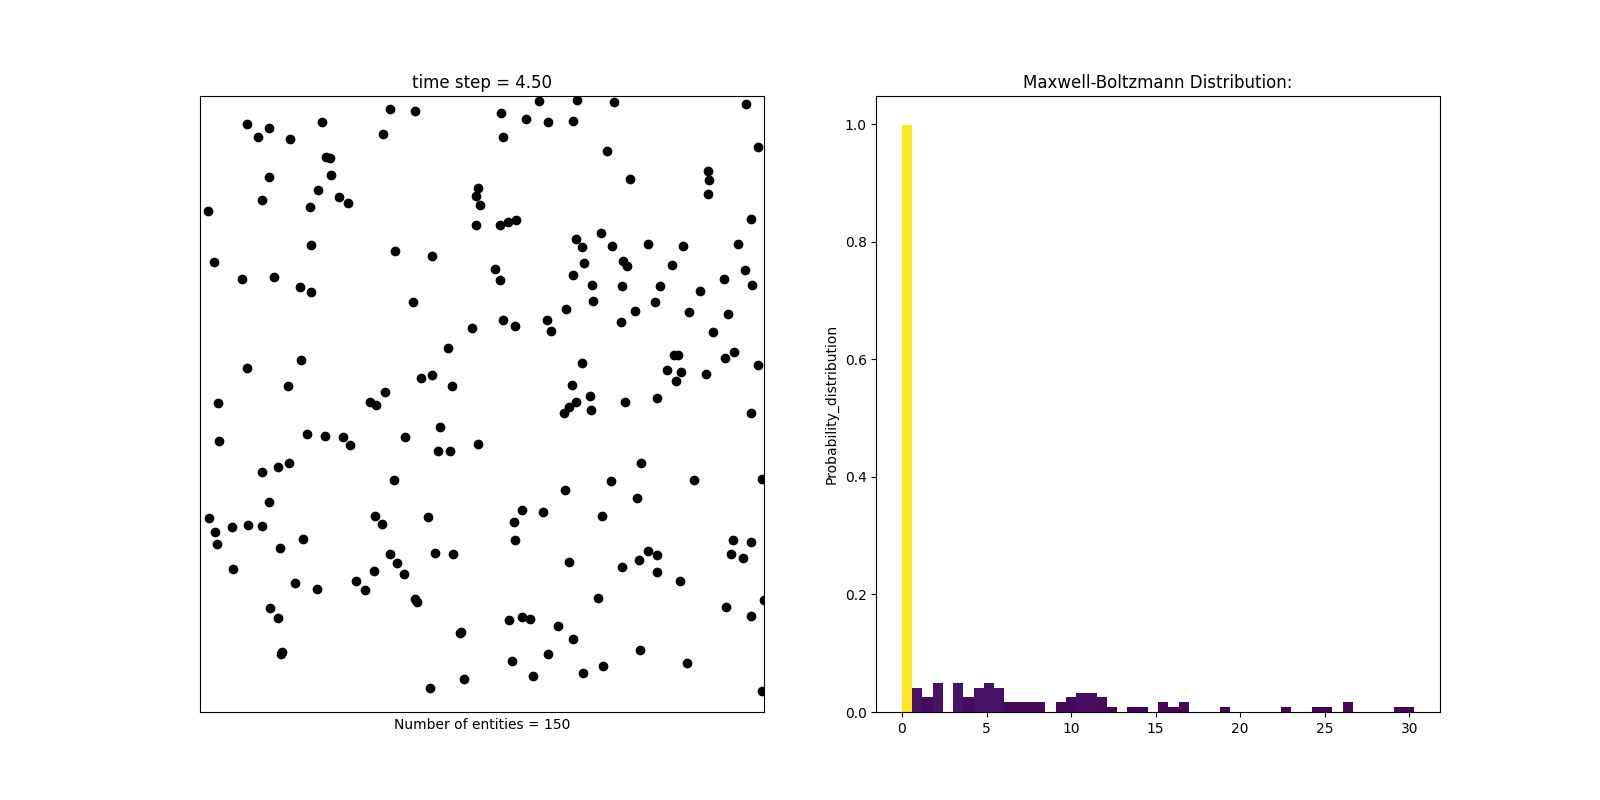 time step = 4.50
Number of entities = 150
Maxwell-Boltzmann Distribution:
Probability_distribution
1.0
0.8
0.6
0.4
0.2
0.0
0 5 10 15 20 25 30